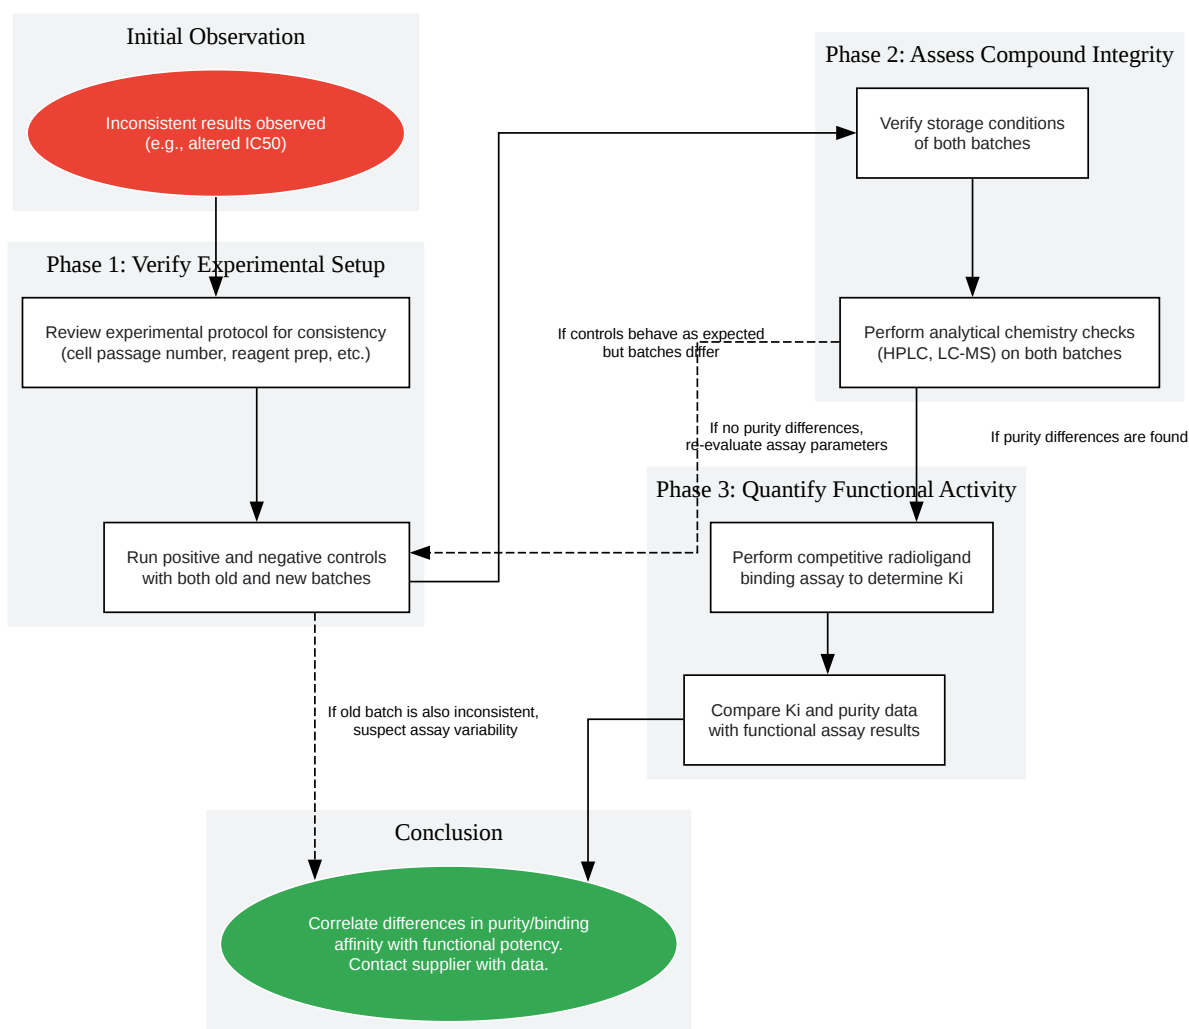 Initial Observation
Inconsistent results observed
(e.g., altered IC50)
Phase 1: Verify Experimental Setup
Review experimental protocol for consistency
(cell passage number, reagent prep, etc.)
Run positive and negative controls
with both old and new batches
Phase 2: Assess Compound Integrity
Verify storage conditions
of both batches
If controls behave as expected
but batches differ
Perform analytical chemistry checks
(HPLC, LC-MS) on both batches
If no purity differences,
re-evaluate assay parameters
If purity differences are found
Phase 3: Quantify Functional Activity
Perform competitive radioligand
binding assay to determine Ki
Compare Ki and purity data
with functional assay results
If old batch is also inconsistent,
suspect assay variability
Conclusion
Correlate differences in purity/binding
affinity with functional potency.
Contact supplier with data.